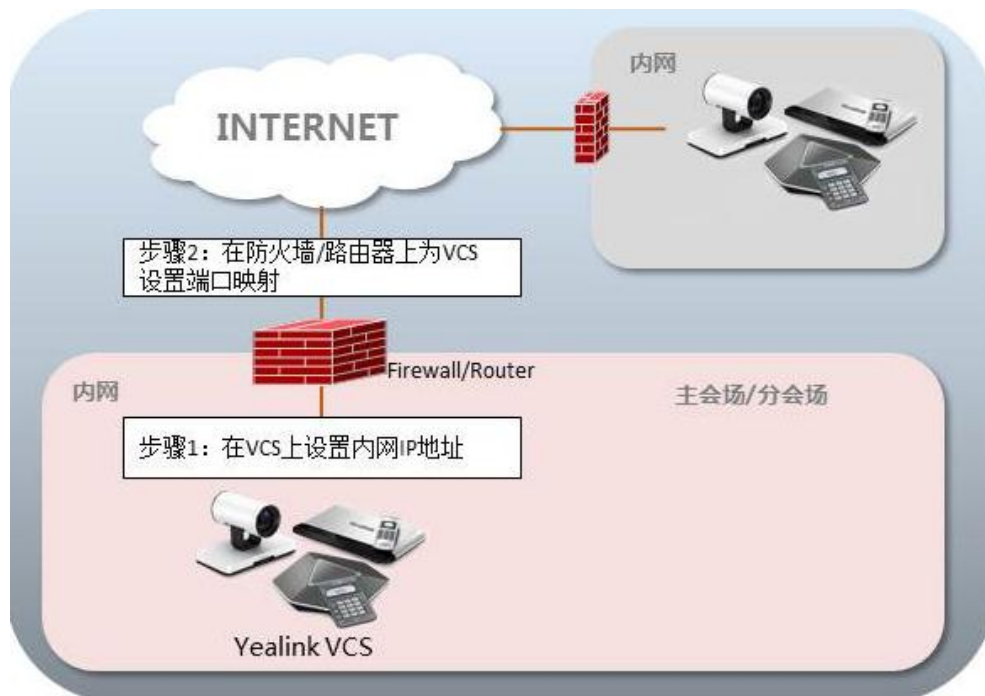 内网
INTERNET
步骤2：在防火墙/路由器上为VCS
设置端口映射
Firewall/Router
内网
主会场/分会场
步骤1：在VCS上设置内网IP地址
Yealink VCS